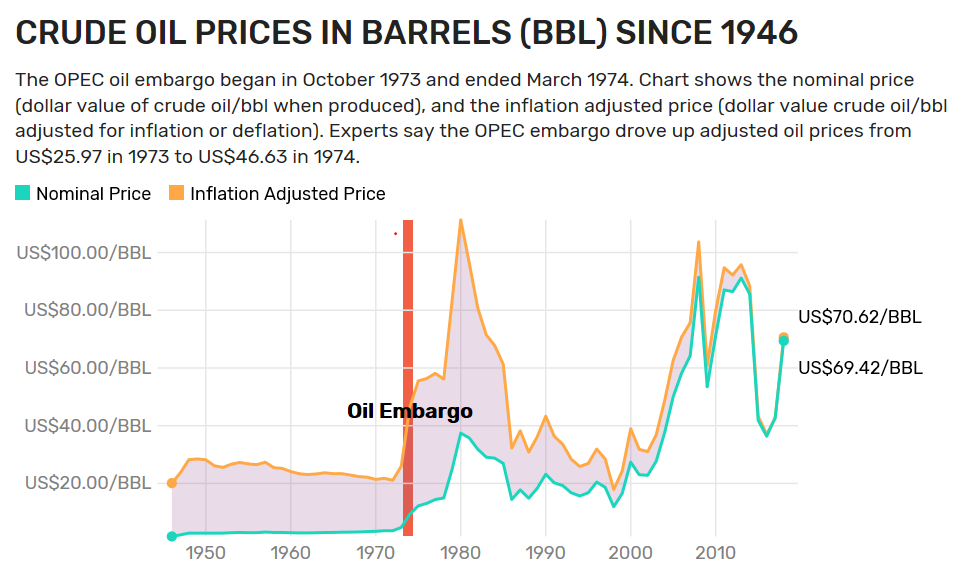 CRUDE OIL PRICES IN BARRELS (BBL) SINCE 1946
The OPEC oil embargo began in October 1973 and ended March 1974. Chart shows the nominal price
(dollar value of crude oil/bbl when produced), and the inflation adjusted price (dollar value crude oil/bbl
adjusted for inflation or deflation). Experts say the OPEC embargo drove up adjusted oil prices from
US$25.97 in 1973 to US$46.63 in 1974.
Nominal Price Inflation Adjusted Price
US$100.00/BBL
US$80.00/BBL
US$70.62/BBL
US$60.00/BBL
US$69.42/BBL
Oil Embargo
US$40.00/BBL
US$20.00/BBL
1950 1960 1970 1980 1990 2000 2010